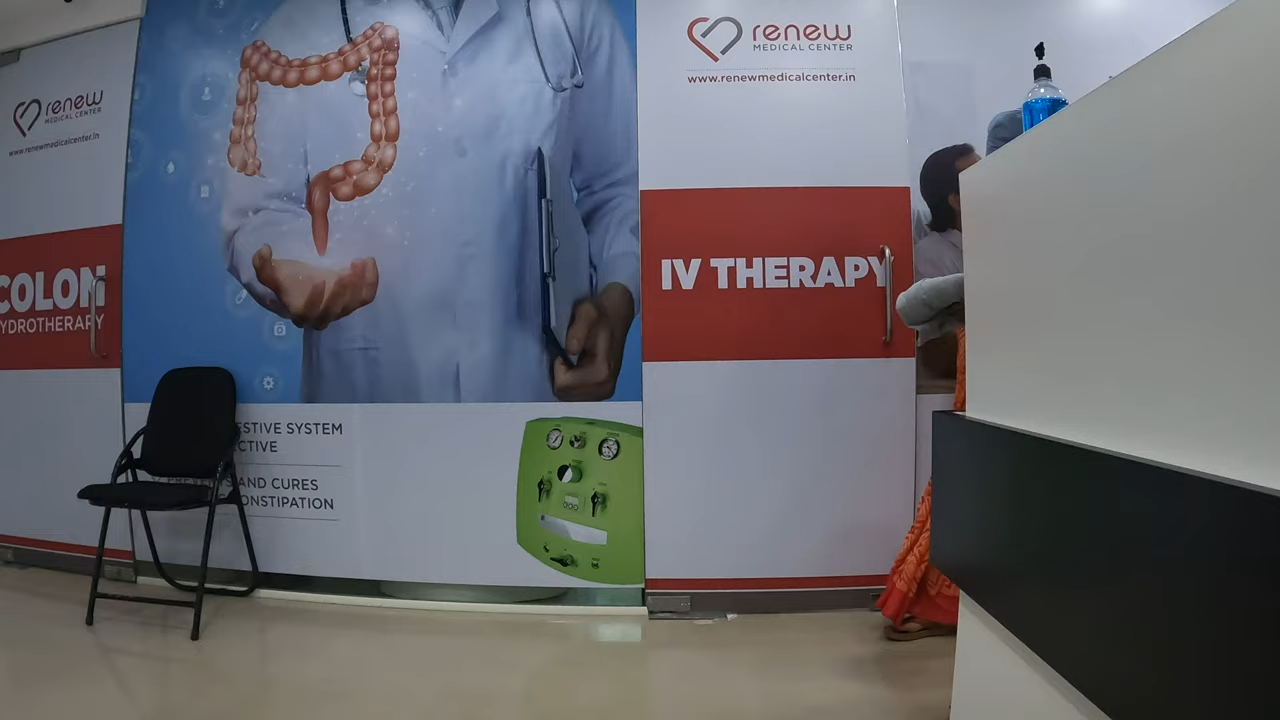 renew
MEDICAL CENTER
www.renewmedicalcenter.in
COLON
YDROTHERAPY
ESTIVE SYSTEM
CTIVE
AND CURES
ONSTIPATION
renew
MEDICAL CENTER
www.renewmedicalcenter.in
IV THERAPY